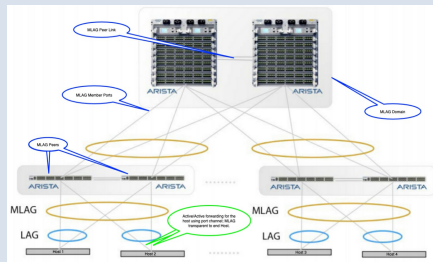 MLAG Peer Link
ARISTA
ARISTA
MLAG Member Ports
MLAG Domain
MLAG Peers
ARISTA
ARISTA
ARISTA
ARISTA
MLAG
MLAG
Active/Active forwarding for the
host using port channel, MLAG
transparent to end Host.
LAG
LAG
Host 1
Host 2
Host 3
Host 4